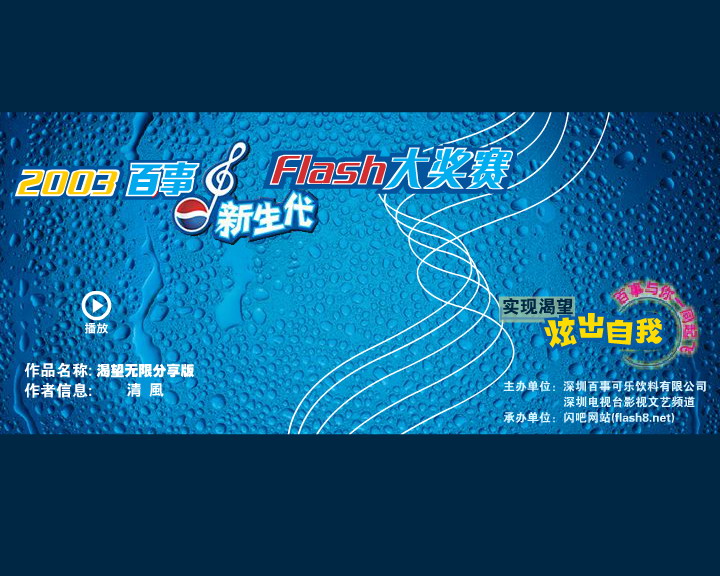 2003 百事
新生代
Flash大奖赛
播放
实现渴望
炫出自我
百事与你一同起飞
作品名称: 渴望无限分享版
作者信息: 清 風
主办单位: 深圳百事可乐饮料有限公司
深圳电视台影视文艺频道
承办单位: 闪吧网站(flash8.net)